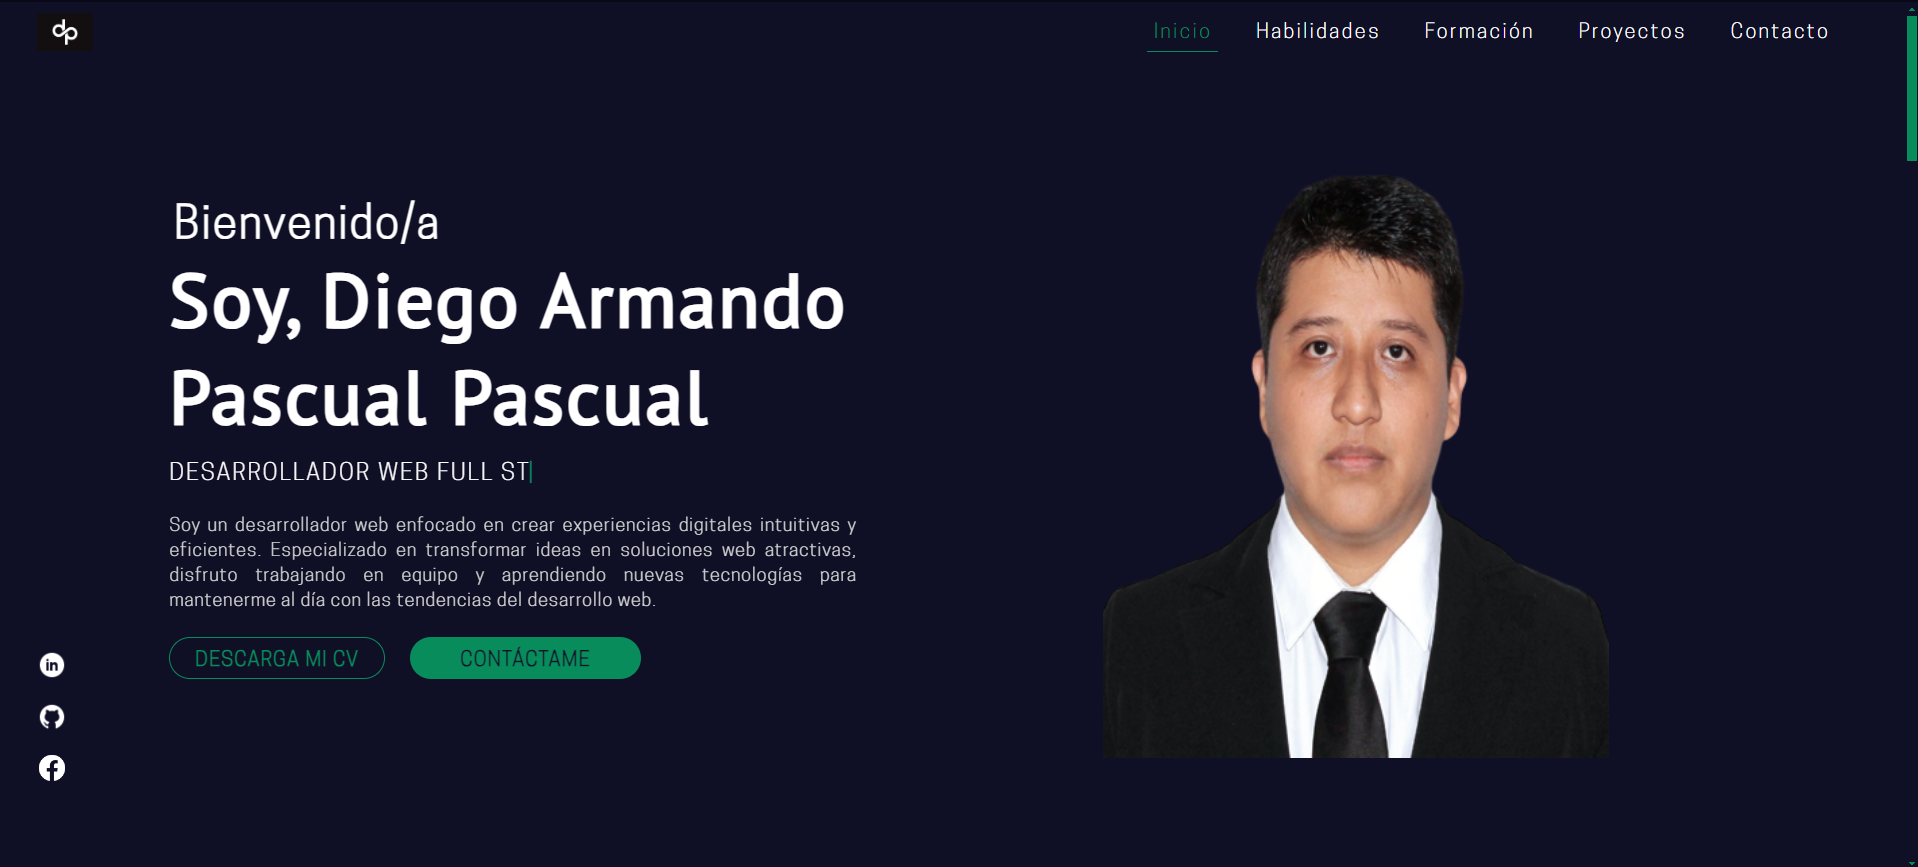 dp
Inicio Habilidades Formación Proyectos Contacto
Bienvenido/a
Soy, Diego Armando
Pascual Pascual
DESARROLLADOR WEB FULL ST
Soy un desarrollador web enfocado en crear experiencias digitales intuitivas y
eficientes. Especializado en transformar ideas en soluciones web atractivas,
disfruto trabajando en equipo y aprendiendo nuevas tecnologías para
mantenerme al día con las tendencias del desarrollo web.
DESCARGA MI CV CONTÁCTAME
in